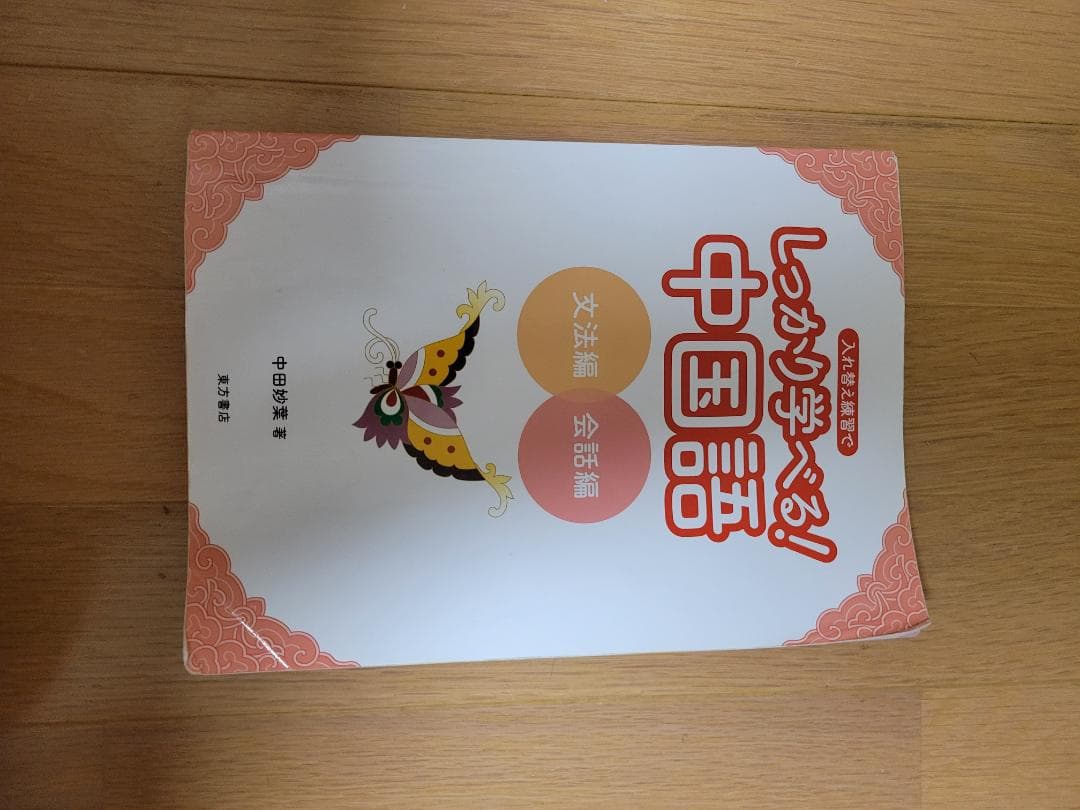 入れ替え練習で
しっかり学べる!
中国語
文法編 会話編
中田妙葉 著
東方書店